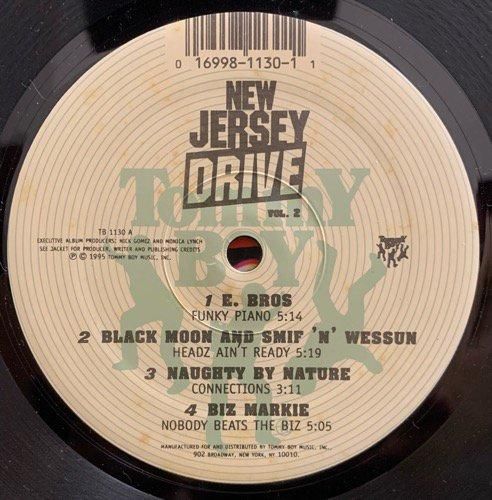 0 16998-1130-1 1
NEW
JERSEY
DRIVE
VOL. 2
Tommy
BOY
TB 1130 A
EXECUTIVE ALBUM PRODUCERS: NICK GOMEZ AND MONICA LYNCH
SEE JACKET FOR PRODUCER, WRITER AND PUBLISHING CREDITS
℗ © 1995 TOMMY BOY MUSIC, INC.
Tommy Boy
1 E. BROS
FUNKY PIANO 5:14
2 BLACK MOON AND SMIF 'N' WESSUN
HEADZ AIN'T READY 5:19
3 NAUGHTY BY NATURE
CONNECTIONS 3:11
4 BIZ MARKIE
NOBODY BEATS THE BIZ 5:05
MANUFACTURED FOR AND DISTRIBUTED BY TOMMY BOY MUSIC, INC.,
902 BROADWAY, NEW YORK, NY, 10010.